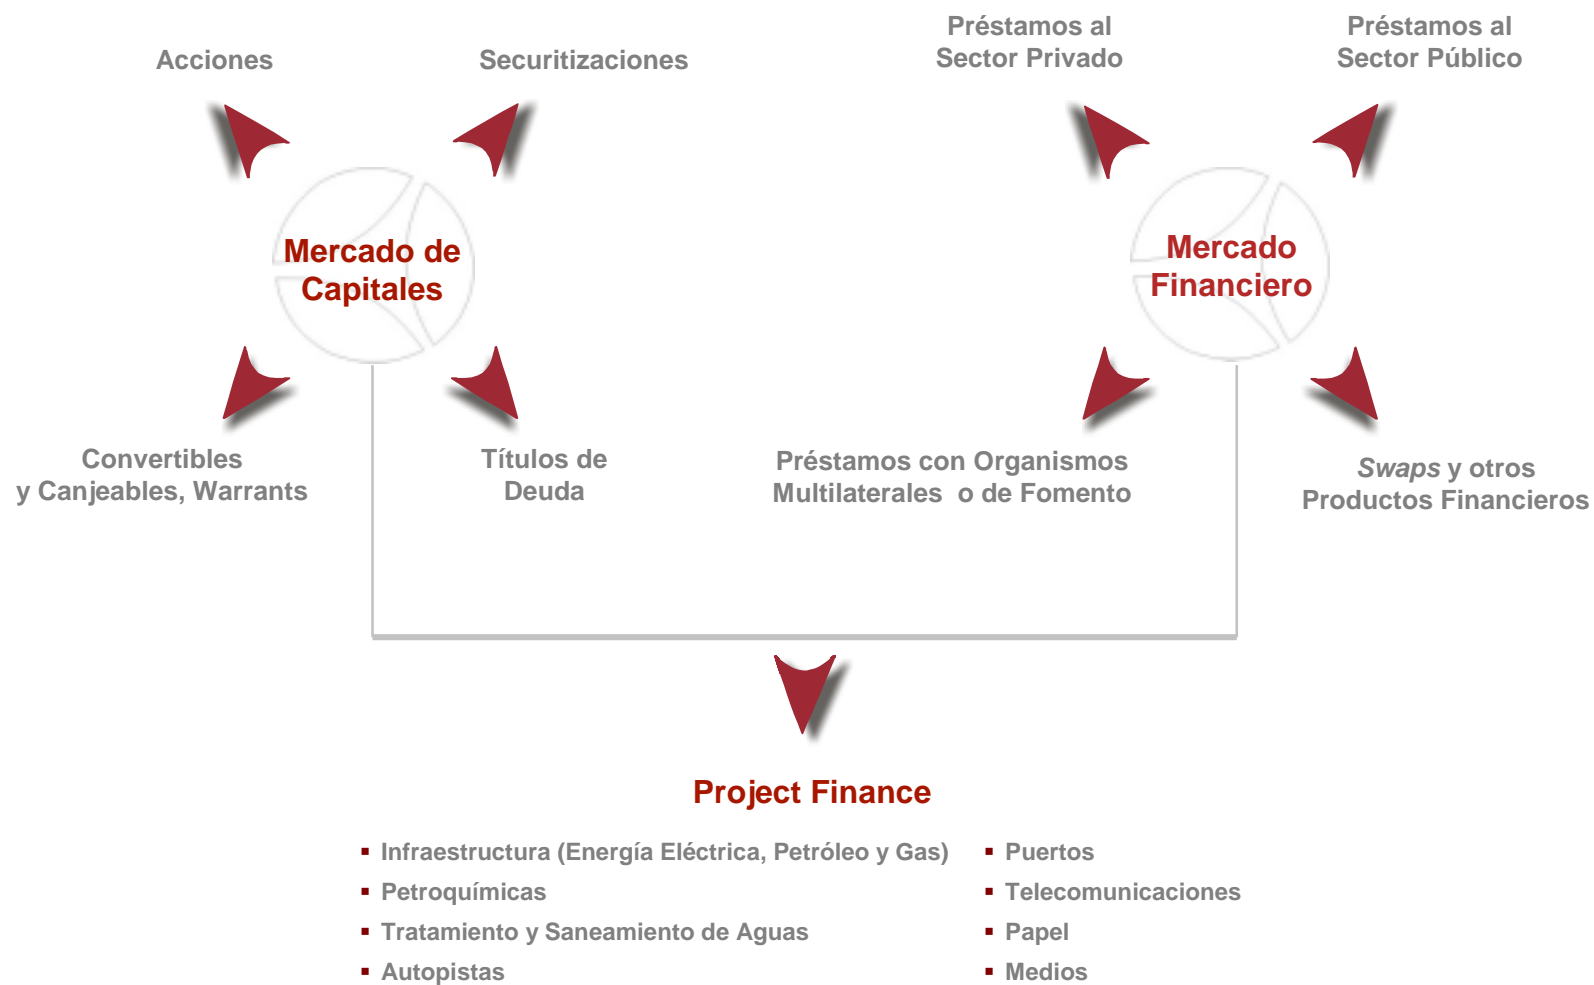 Acciones
Securitizaciones
Préstamos al
Sector Privado
Préstamos al
Sector Público
Mercado de
Capitales
Mercado
Financiero
Convertibles
y Canjeables, Warrants
Títulos de
Deuda
Préstamos con Organismos
Multilaterales o de Fomento
Swaps y otros
Productos Financieros
Project Finance
▪ Infraestructura (Energía Eléctrica, Petróleo y Gas)
▪ Petroquímicas
▪ Tratamiento y Saneamiento de Aguas
▪ Autopistas
▪ Puertos
▪ Telecomunicaciones
▪ Papel
▪ Medios